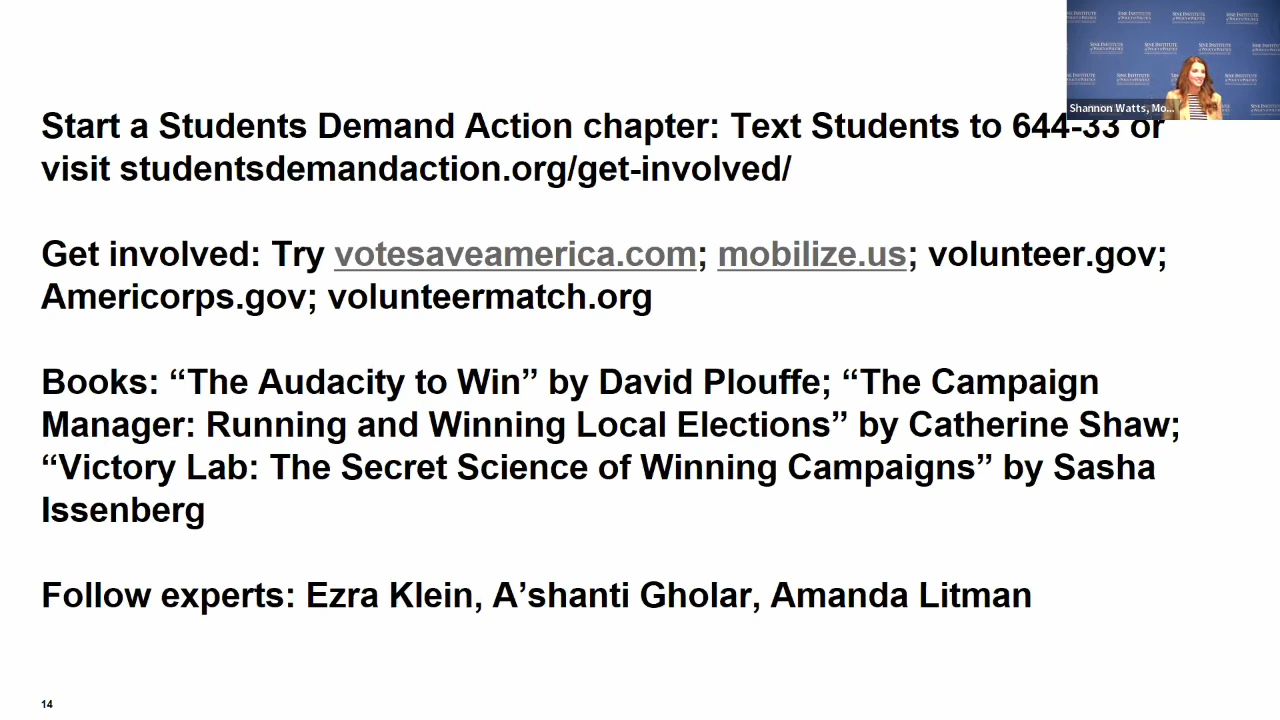 Start a Students Demand Action chapter: Text Students to 644-33 or
visit studentsdemandaction.org/get-involved/
Get involved: Try votesaveamerica.com; mobilize.us; volunteer.gov;
Americorps.gov; volunteermatch.org
Books: “The Audacity to Win” by David Plouffe; “The Campaign
Manager: Running and Winning Local Elections” by Catherine Shaw;
“Victory Lab: The Secret Science of Winning Campaigns” by Sasha
Issenberg
Follow experts: Ezra Klein, A’shanti Gholar, Amanda Litman
14
Shannon Watts, Mo...
SINE INSTITUTE